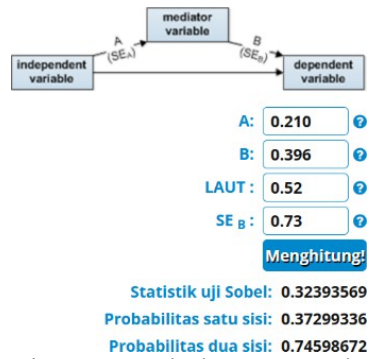 mediator
variable
A
(SEA)
B
(SEB)
independent
variable
dependent
variable
A: 0.210 ?
B: 0.396 ?
LAUT : 0.52 ?
SE B : 0.73 ?
Menghitung!
Statistik uji Sobel: 0.32393569
Probabilitas satu sisi: 0.37299336
Probabilitas dua sisi: 0.74598672